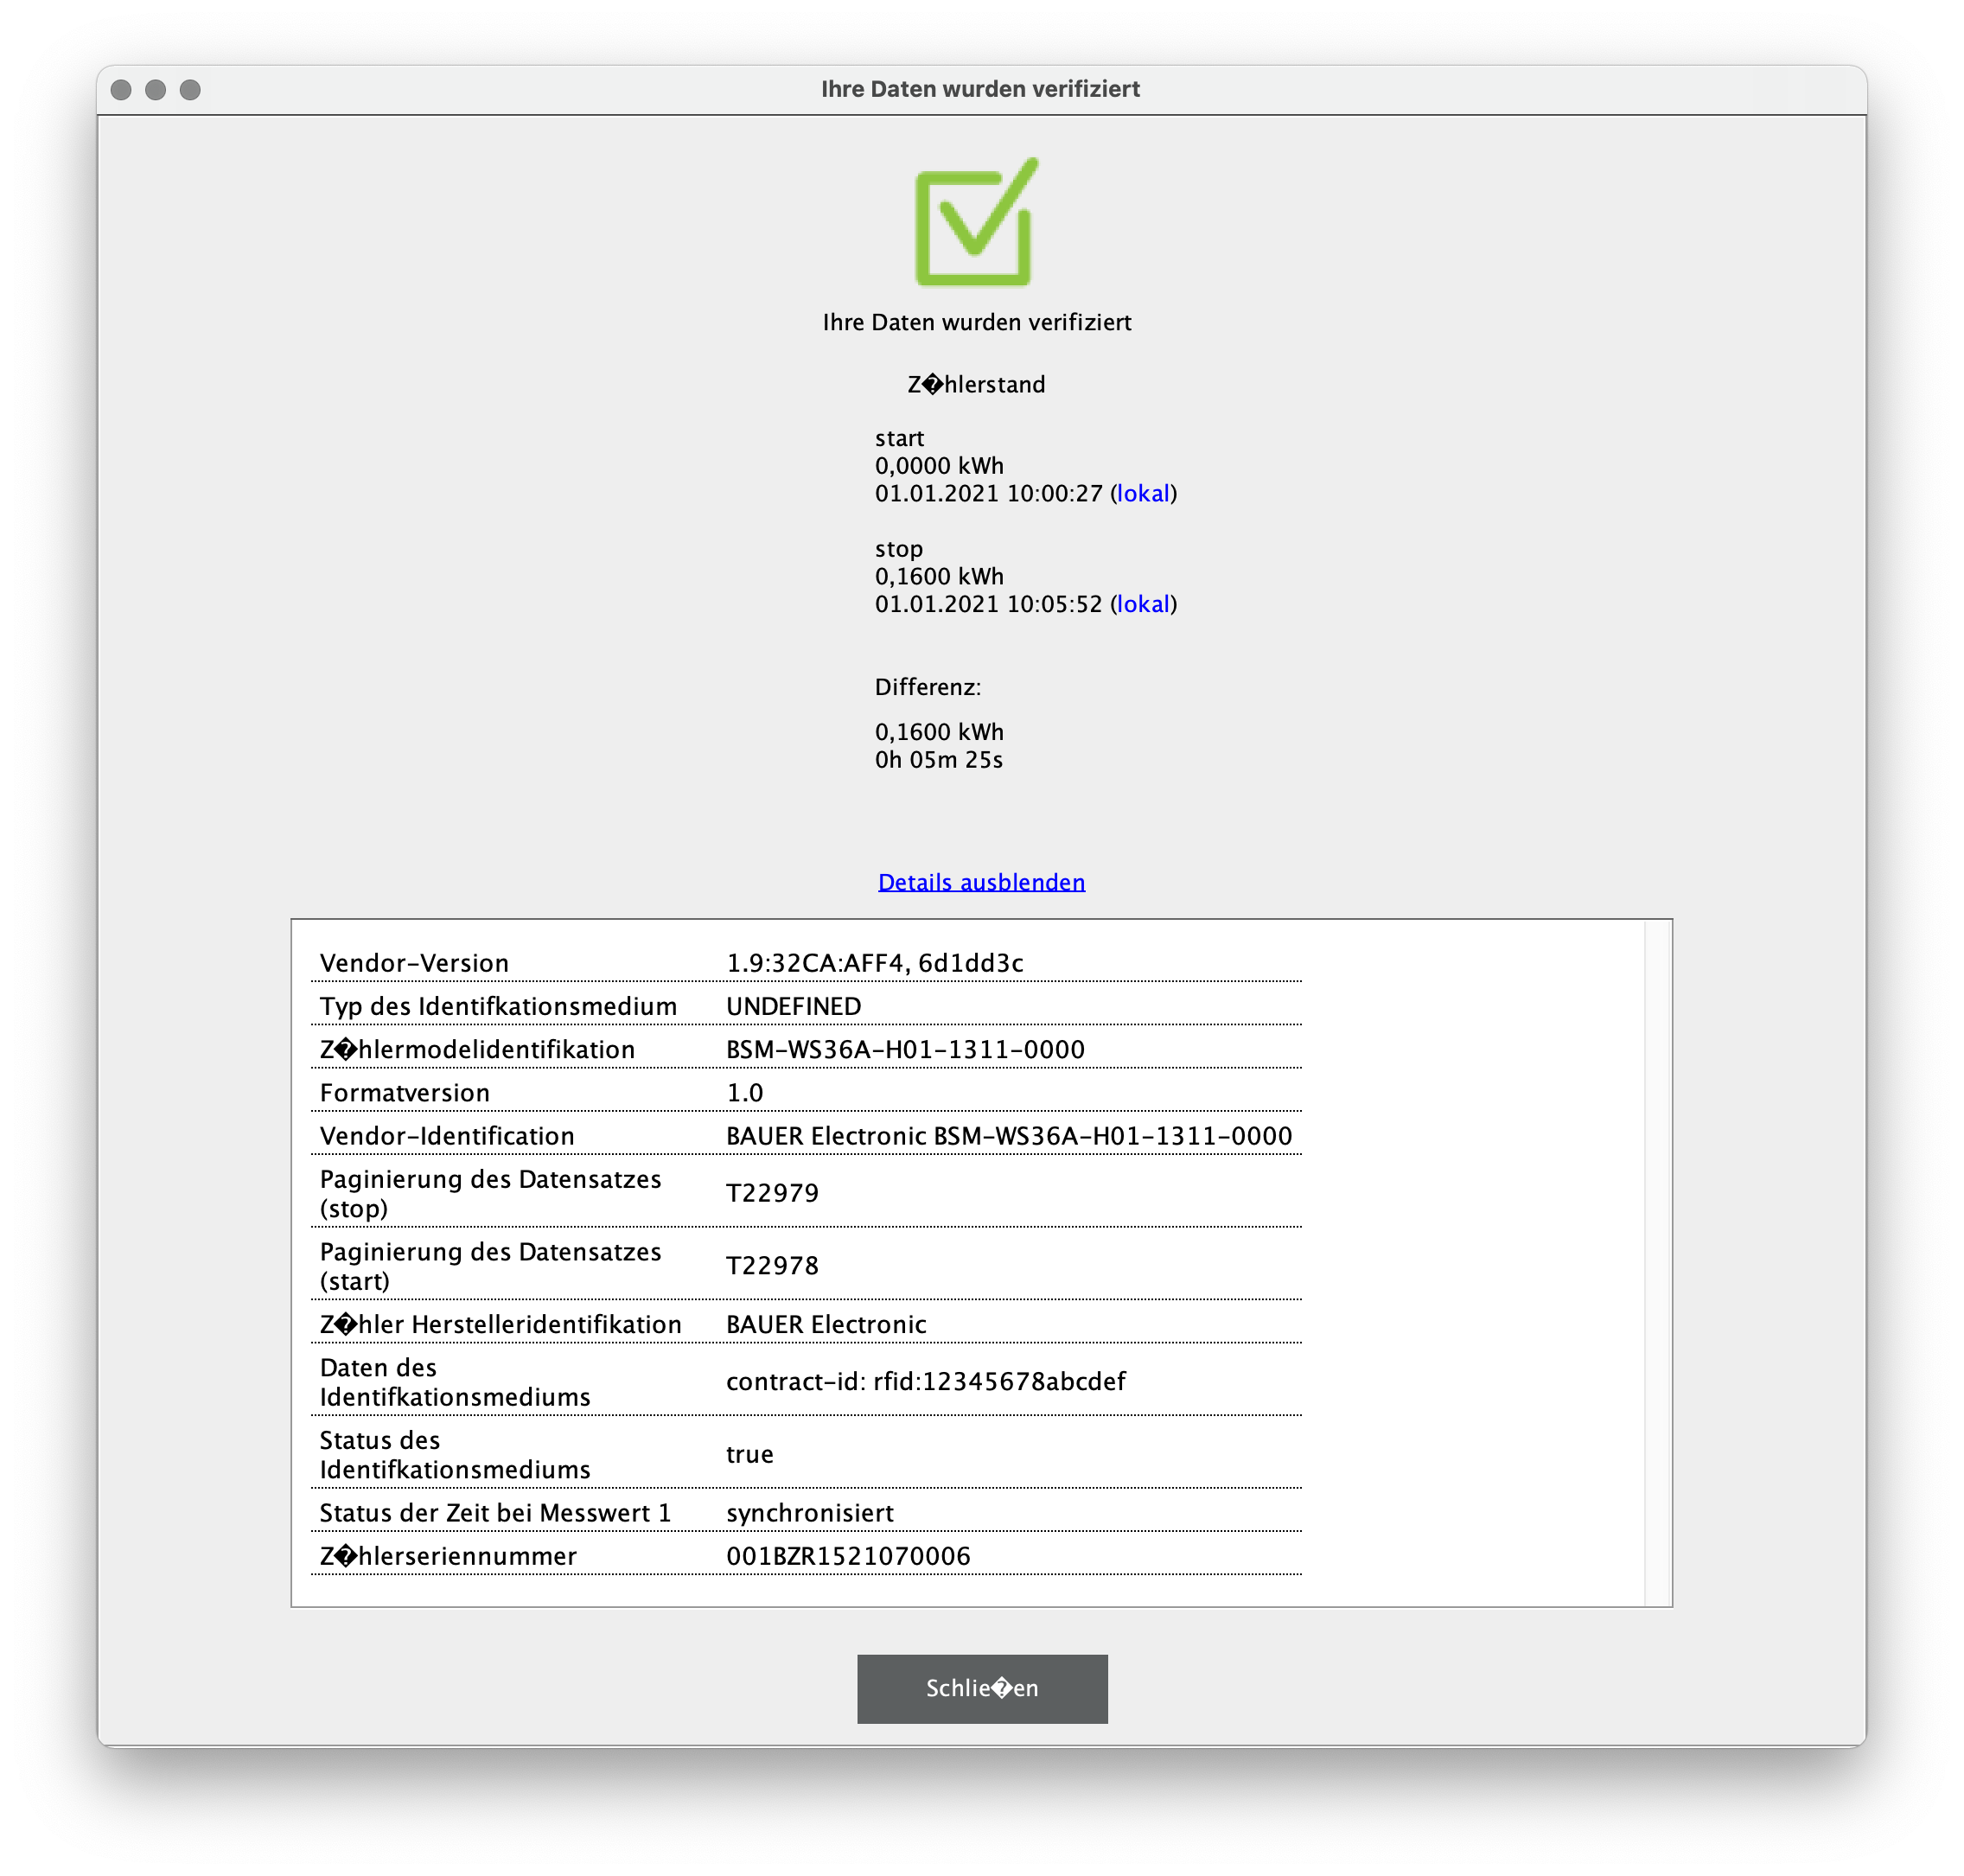 Ihre Daten wurden verifiziert
Ihre Daten wurden verifiziert
Z�hlerstand
start
0,0000 kWh
01.01.2021 10:00:27 (lokal)
stop
0,1600 kWh
01.01.2021 10:05:52 (lokal)
Differenz:
0,1600 kWh
0h 05m 25s
Details ausblenden
Vendor-Version 1.9:32CA:AFF4, 6d1dd3c
Typ des Identifkationsmedium UNDEFINED
Z�hlermodelidentifikation BSM-WS36A-H01-1311-0000
Formatversion 1.0
Vendor-Identification BAUER Electronic BSM-WS36A-H01-1311-0000
Paginierung des Datensatzes
(stop) T22979
Paginierung des Datensatzes
(start) T22978
Z�hler Herstelleridentifikation BAUER Electronic
Daten des
Identifkationsmediums contract-id: rfid:12345678abcdef
Status des
Identifkationsmediums true
Status der Zeit bei Messwert 1 synchronisiert
Z�hlerseriennummer 001BZR1521070006
Schlie�en